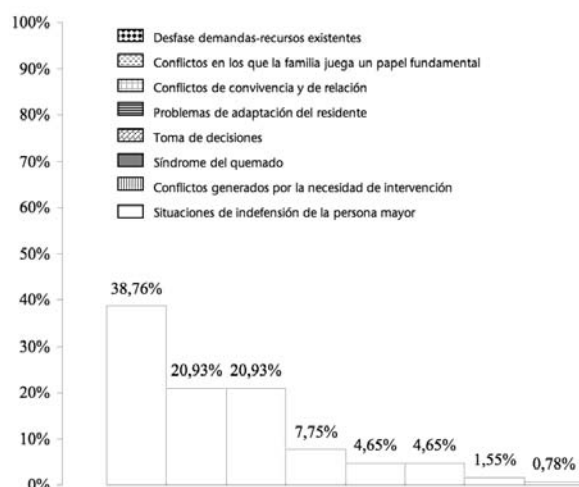 100%
90%
80%
70%
60%
50%
40%
30%
20%
10%
0%
Desfase demandas-recursos existentes
Conflictos en los que la familia juega un papel fundamental
Conflictos de convivencia y de relación
Problemas de adaptación del residente
Toma de decisiones
Síndrome del quemado
Conflictos generados por la necesidad de intervención
Situaciones de indefensión de la persona mayor
38,76%
20,93%
20,93%
7,75%
4,65%
4,65%
1,55%
0,78%